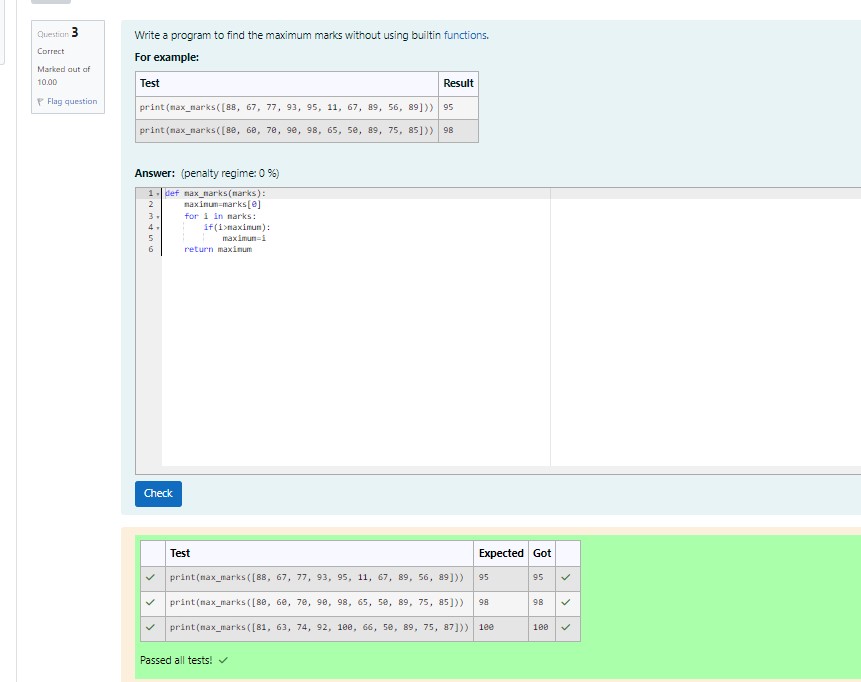 Question 3
Correct
Marked out of
10.00
Flag question
Write a program to find the maximum marks without using builtin functions.
For example:
Test Result
print(max_marks([88, 67, 77, 93, 95, 11, 67, 89, 56, 89])) 95
print(max_marks([80, 60, 70, 90, 98, 65, 50, 89, 75, 85])) 98
Answer: (penalty regime: 0 %)
1 def max_marks(marks):
2 maximum=marks[0]
3 for i in marks:
4 if(i>maximum):
5 maximum=i
6 return maximum
Check
Test Expected Got
print(max_marks([88, 67, 77, 93, 95, 11, 67, 89, 56, 89])) 95 95
print(max_marks([80, 60, 70, 90, 98, 65, 50, 89, 75, 85])) 98 98
print(max_marks([81, 63, 74, 92, 100, 66, 50, 89, 75, 87])) 100 100
Passed all tests!